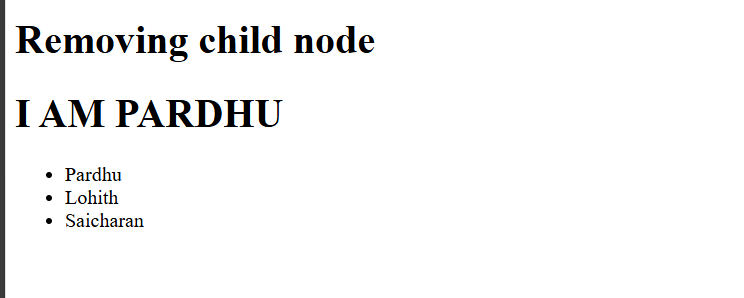 Removing child node
I AM PARDHU
Pardhu
Lohith
Saicharan